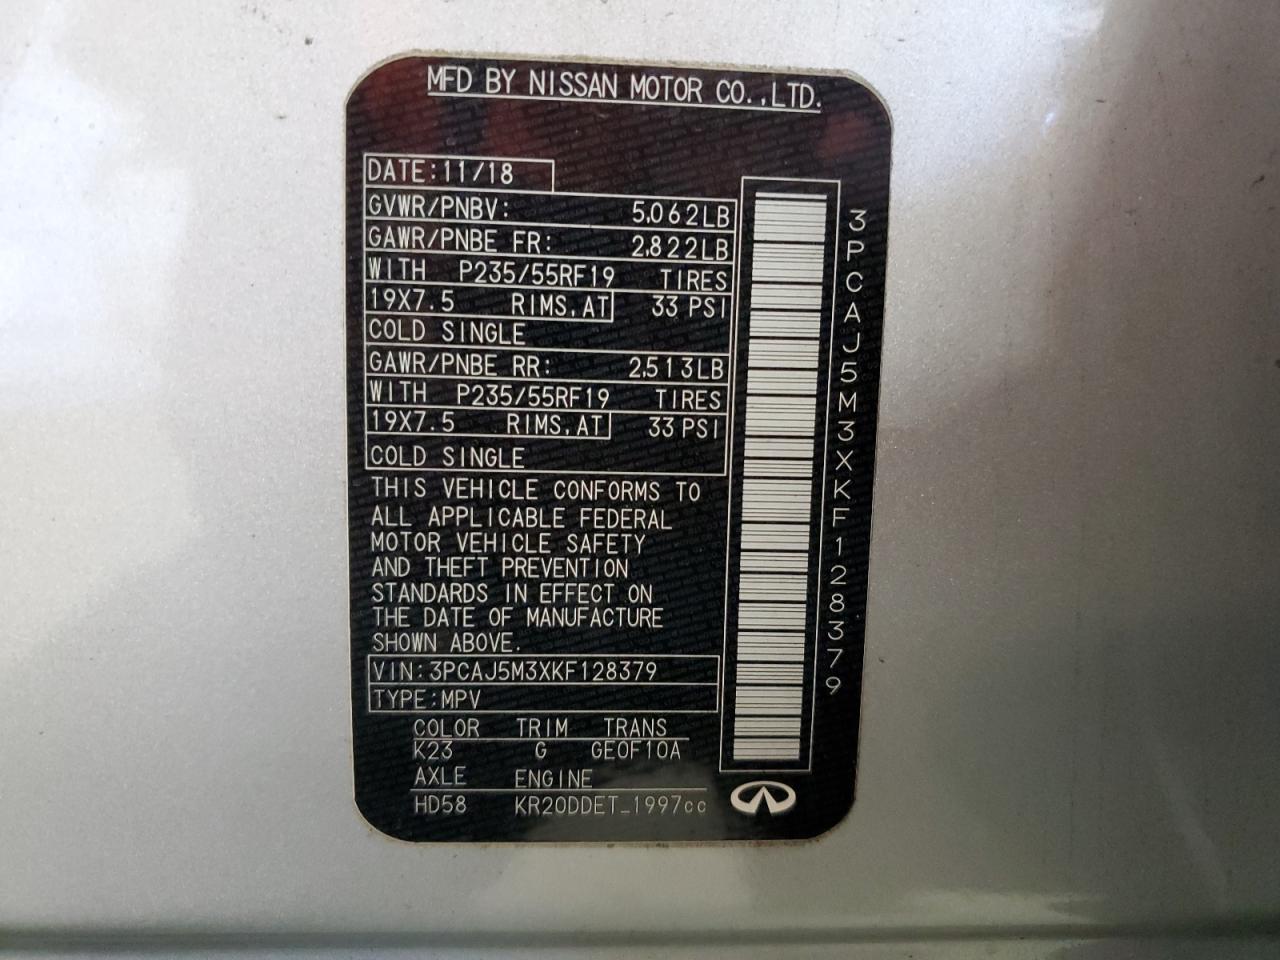 MFD BY NISSAN MOTOR CO.,LTD.
DATE:11/18
GVWR/PNBV: 5,062LB
GAWR/PNBE FR: 2,822LB
WITH P235/55RF19 TIRES
19X7.5 RIMS,AT 33 PSI
COLD SINGLE
GAWR/PNBE RR: 2,513LB
WITH P235/55RF19 TIRES
19X7.5 RIMS,AT 33 PSI
COLD SINGLE
THIS VEHICLE CONFORMS TO
ALL APPLICABLE FEDERAL
MOTOR VEHICLE SAFETY
AND THEFT PREVENTION
STANDARDS IN EFFECT ON
THE DATE OF MANUFACTURE
SHOWN ABOVE.
VIN:3PCAJ5M3XKF128379
TYPE:MPV
COLOR TRIM TRANS
K23 G GE0F10A
AXLE ENGINE
HD58 KR20DDET_1997cc
3PCAJ5M3XKF128379